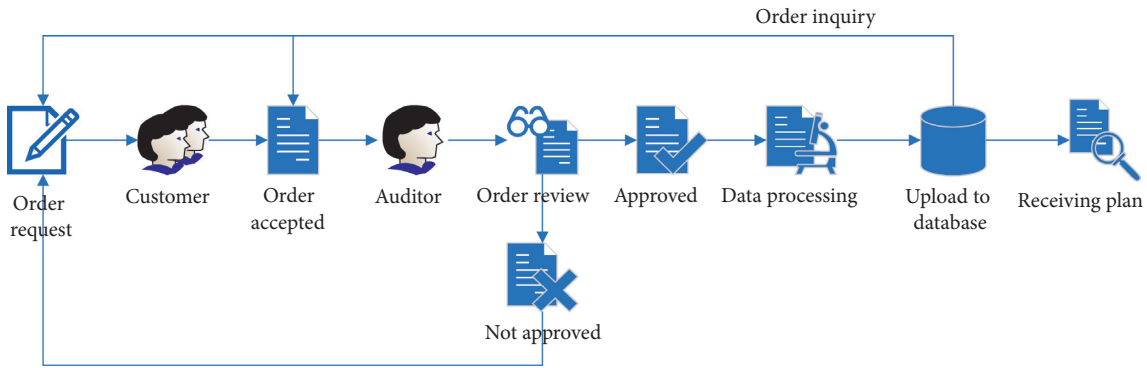 Order inquiry
Order
request
Customer
Order
accepted
Auditor
Order review
Approved
Data processing
Upload to
database
Receiving plan
Not approved